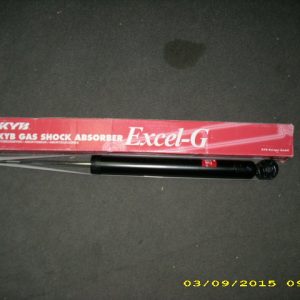 KYB
KYB GAS SHOCK ABSORBER Excel-G
03/09/2015 09